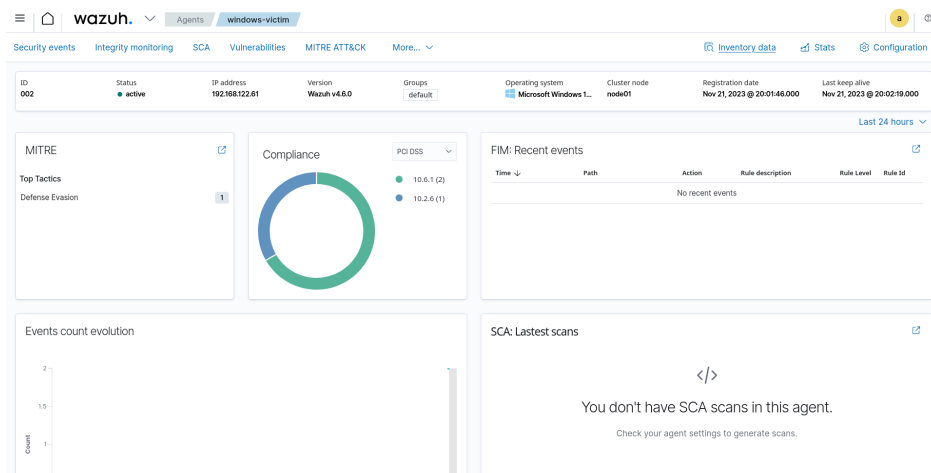 wazuh. Agents windows-victim a
Security events Integrity monitoring SCA Vulnerabilities MITRE ATT&CK More... Inventory data Stats Configuration
ID Status IP address Version Groups Operating system Cluster node Registration date Last keep alive
002 active 192.168.122.61 Wazuh v4.6.0 default Microsoft Windows 1... node01 Nov 21, 2023 @ 20:01:46.000 Nov 21, 2023 @ 20:02:19.000
Last 24 hours
MITRE
Top Tactics
Defense Evasion 1
Compliance PCI DSS
10.6.1 (2)
10.2.6 (1)
FIM: Recent events
Time Path Action Rule description Rule Level Rule Id
No recent events
Events count evolution
2
1.5
1
Count
SCA: Lastest scans
</>
You don't have SCA scans in this agent.
Check your agent settings to generate scans.